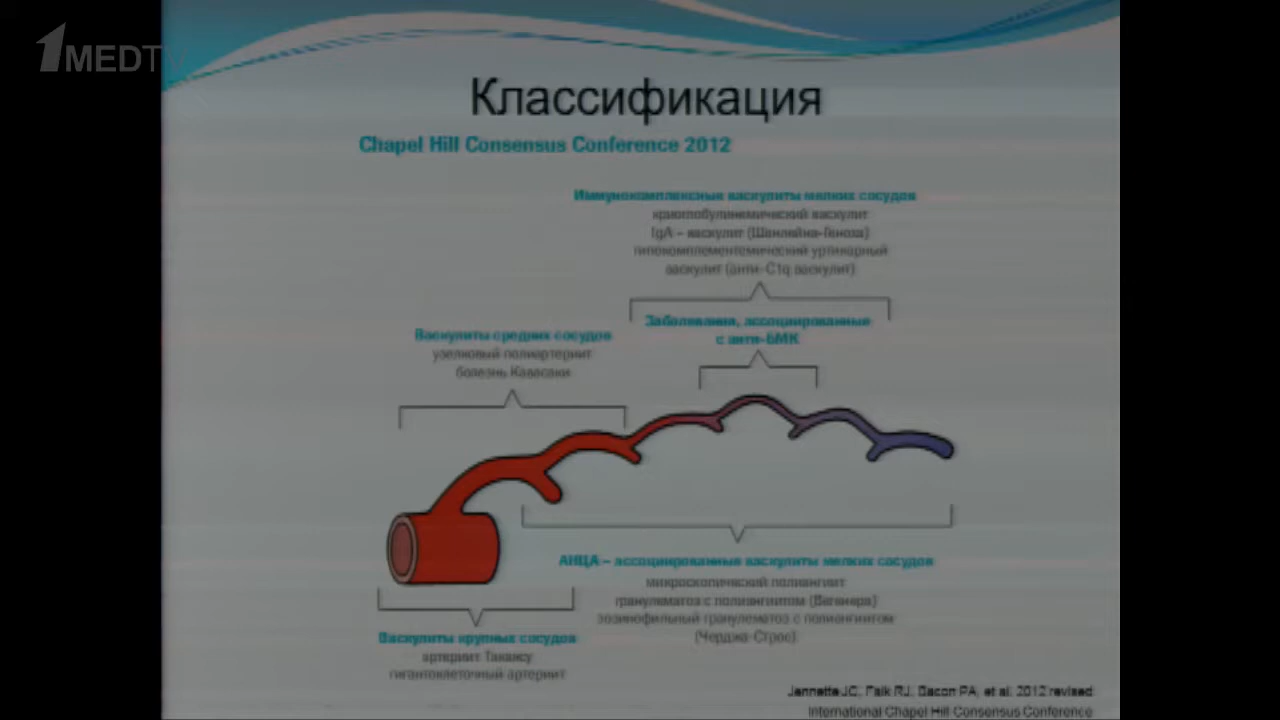 1MEDTV
Классификация
Chapel Hill Consensus Conference 2012
Иммунокомплексные васкулиты мелких сосудов
криоглобулинемический васкулит
IgA – васкулит (Шенлейна-Геноха)
гипокомплементемический уртикарный
васкулит (анти-C1q васкулит)
Заболевания, ассоциированные
с анти-БМК
Васкулиты средних сосудов
узелковый полиартериит
болезнь Кавасаки
АНЦА – ассоциированные васкулиты мелких сосудов
микроскопический полиангиит
гранулематоз с полиангиитом (Вегенера)
эозинофильный гранулематоз с полиангиитом
(Черджа-Строс)
Васкулиты крупных сосудов
артериит Такаясу
гигантоклеточный артериит
Jennette JC, Falk RJ, Bacon PA, et al. 2012 revised
International Chapel Hill Consensus Conference